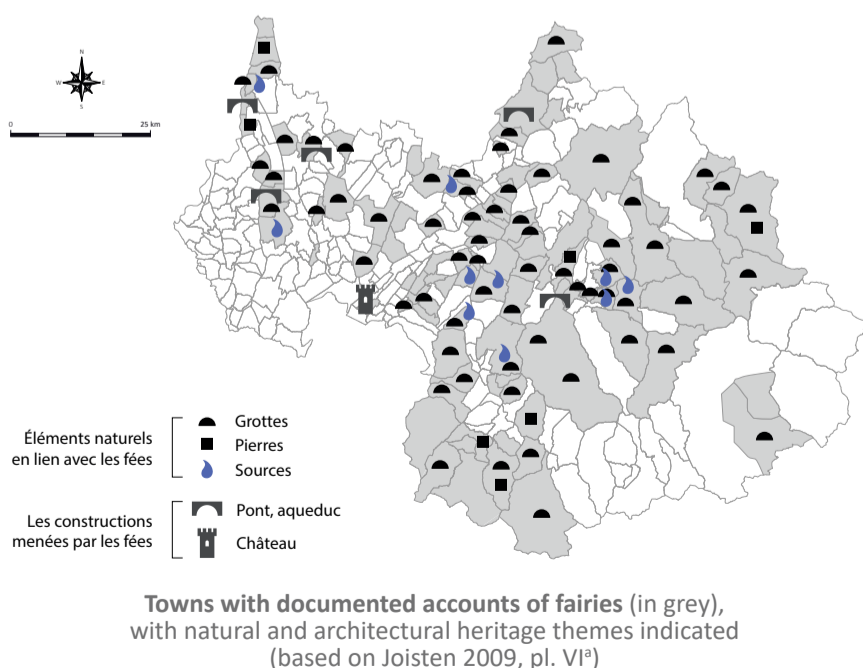 N
W
E
S
0
25 km
Éléments naturels
en lien avec les fées
Grottes
Pierres
Sources
Les constructions
menées par les fées
Pont, aqueduc
Château
Towns with documented accounts of fairies (in grey),
with natural and architectural heritage themes indicated
(based on Joisten 2009, pl. VIᵃ)